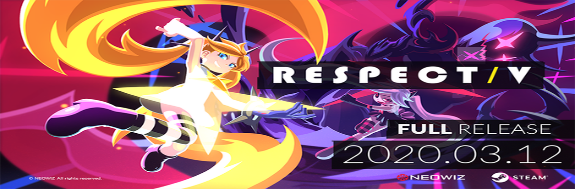 RESPECT/V
FULL RELEASE
2020.03.12
© NEOWIZ All rights reserved.
NEOWIZ STEAM®